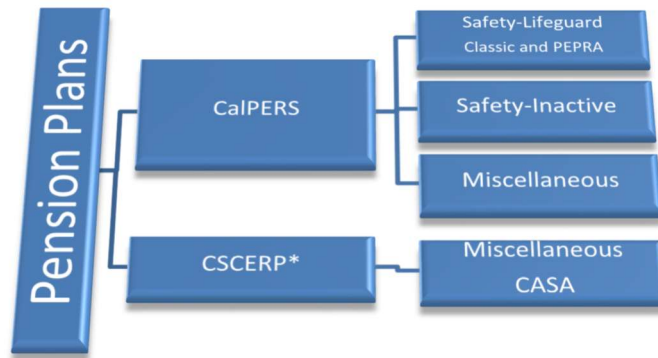 Pension Plans
CalPERS
Safety-Lifeguard
Classic and PEPRA
Safety-Inactive
Miscellaneous
CSCERP*
Miscellaneous
CASA